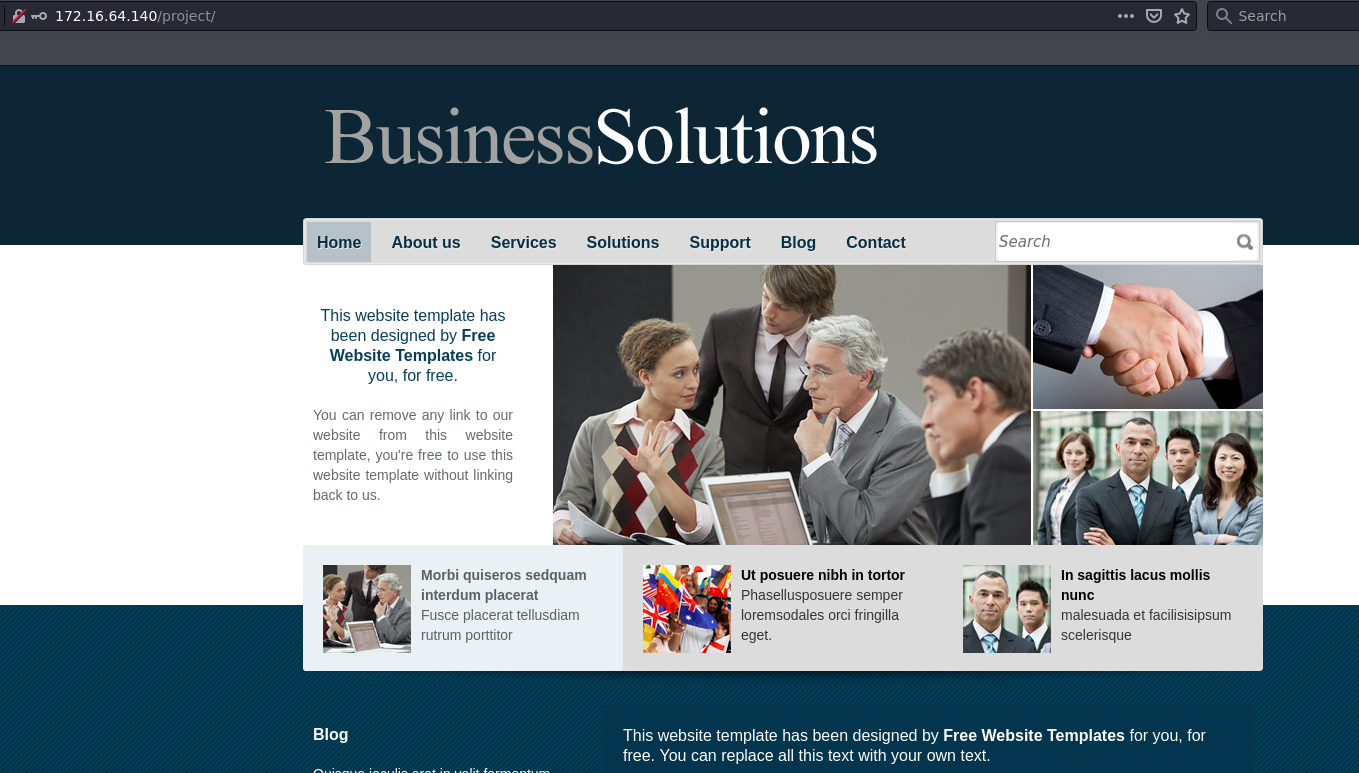 172.16.64.140/project/
Search
BusinessSolutions
Home About us Services Solutions Support Blog Contact
Search
This website template has
been designed by Free
Website Templates for
you, for free.
You can remove any link to our
website from this website
template, you're free to use this
website template without linking
back to us.
Morbi quiseros sedquam
interdum placerat
Fusce placerat tellusdiam
rutrum porttitor
Ut posuere nibh in tortor
Phasellusposuere semper
loremsodales orci fringilla
eget.
In sagittis lacus mollis
nunc
malesuada et facilisisipsum
scelerisque
Blog
Quisque iaculis erat in velit fermentum
This website template has been designed by Free Website Templates for you, for
free. You can replace all this text with your own text.